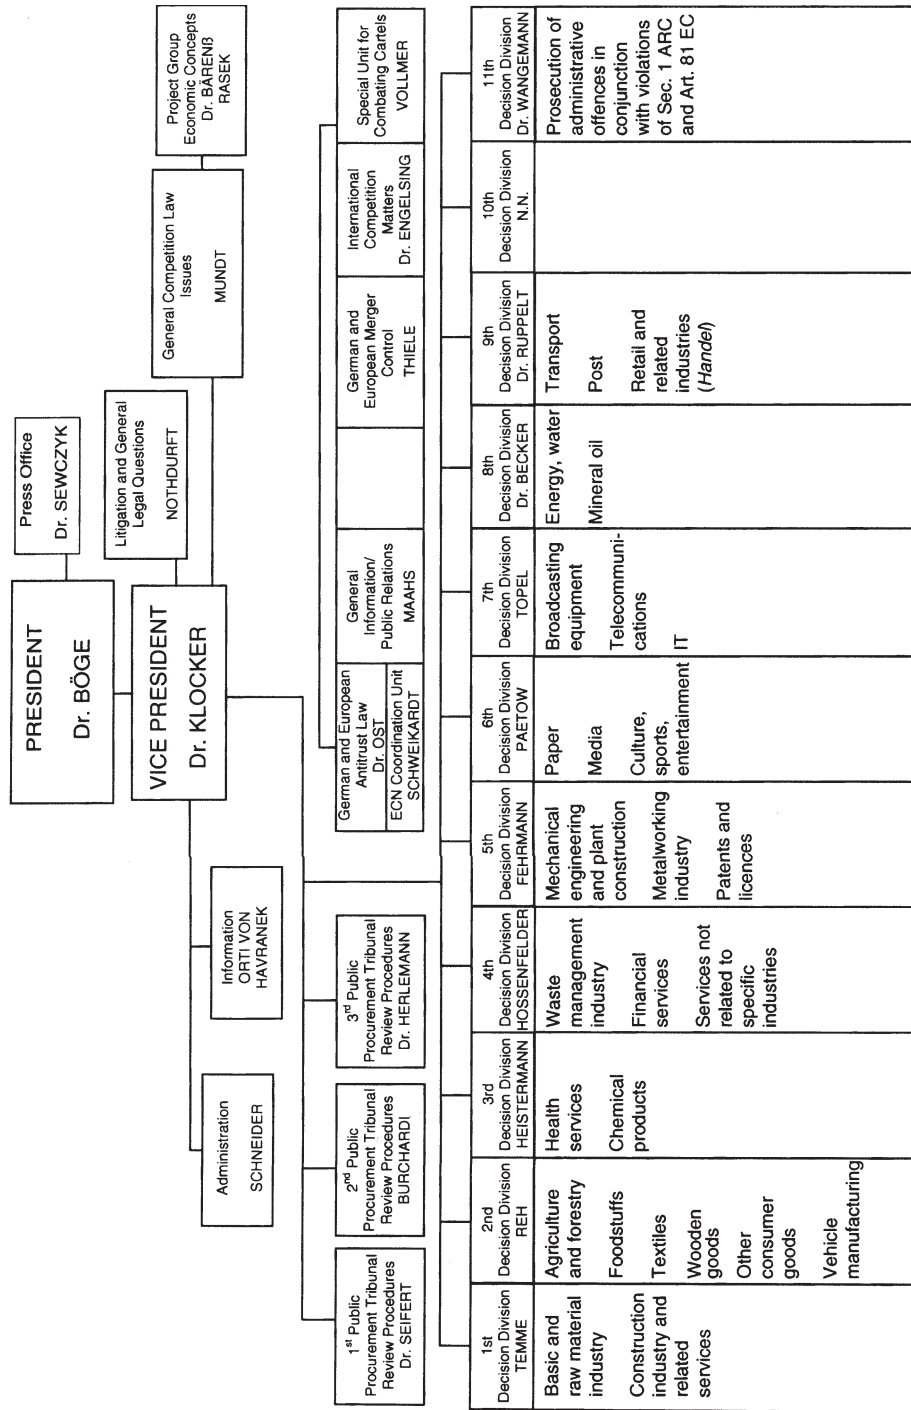 PRESIDENT
Dr. BÖGE
Press Office
Dr. SEWCZYK
VICE PRESIDENT
Dr. KLOCKER
Litigation and General
Legal Questions
NOTHDURFT
General Competition Law
Issues
MUNDT
Project Group
Economic Concepts
Dr. BÄRENß
RASEK
Administration
SCHNEIDER
Information
ORTI VON
HAVRANEK
1st Public
Procurement Tribunal
Review Procedures
Dr. SEIFERT
2nd Public
Procurement Tribunal
Review Procedures
BURCHARDI
3rd Public
Procurement Tribunal
Review Procedures
Dr. HERLEMANN
German and European
Antitrust Law
Dr. OST
ECN Coordination Unit
SCHWEIKARDT
General
Information/
Public Relations
MAAHS
German and
European Merger
Control
THIELE
International
Competition
Matters
Dr. ENGELSING
Special Unit for
Combating Cartels
VOLLMER
1st
Decision Division
TEMME
Basic and
raw material
industry
Construction
industry and
related
services
2nd
Decision Division
REH
Agriculture
and forestry
Foodstuffs
Textiles
Wooden
goods
Other
consumer
goods
Vehicle
manufacturing
3rd
Decision Division
HEISTERMANN
Health
services
Chemical
products
4th
Decision Division
HOSSENFELDER
Waste
management
industry
Financial
services
Services not
related to
specific
industries
5th
Decision Division
FEHRMANN
Mechanical
engineering
and plant
construction
Metalworking
industry
Patents and
licences
6th
Decision Division
PAETOW
Paper
Media
Culture,
sports,
entertainment
7th
Decision Division
TOPEL
Broadcasting
equipment
Telecommuni-
cations
IT
8th
Decision Division
Dr. BECKER
Energy, water
Mineral oil
9th
Decision Division
Dr. RUPPELT
Transport
Post
Retail and
related
industries
(Handel)
10th
Decision Division
N.N.
11th
Decision Division
Dr. WANGEMANN
Prosecution of
administrative
offences in
conjunction
with violations
of Sec. 1 ARC
and Art. 81 EC